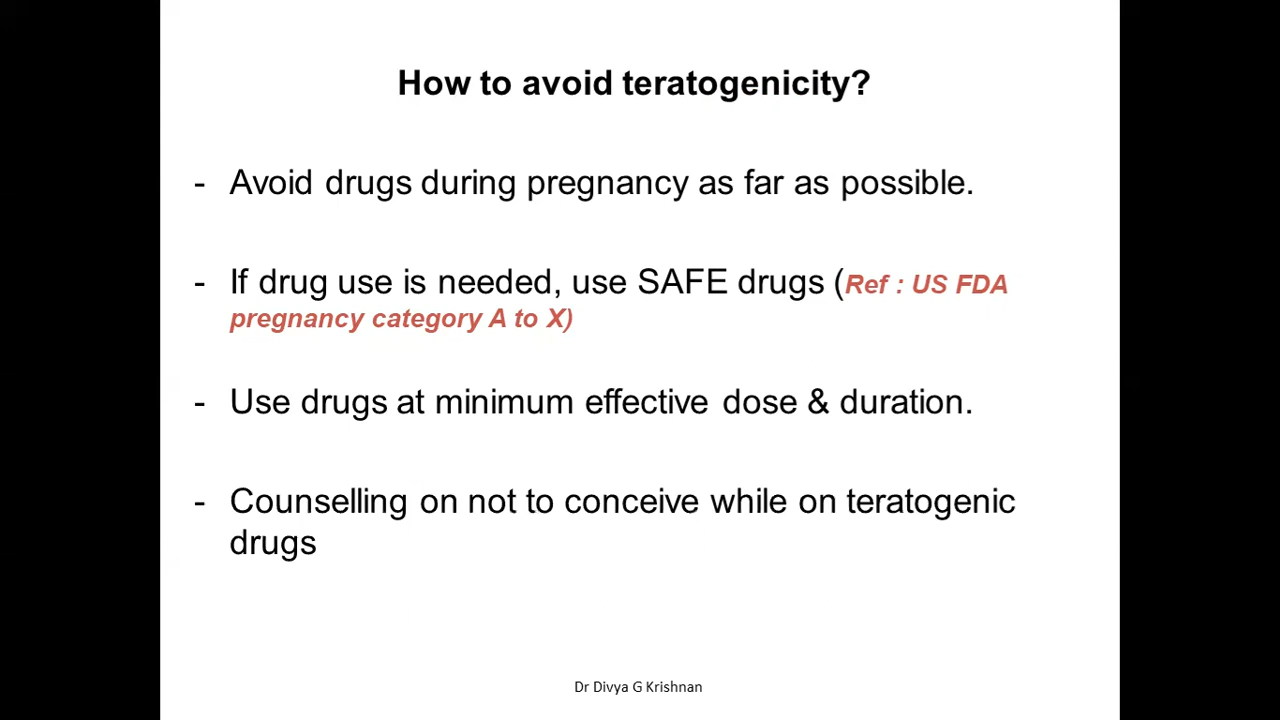 How to avoid teratogenicity?
- Avoid drugs during pregnancy as far as possible.
- If drug use is needed, use SAFE drugs (Ref : US FDA
pregnancy category A to X)
- Use drugs at minimum effective dose & duration.
- Counselling on not to conceive while on teratogenic
drugs
Dr Divya G Krishnan